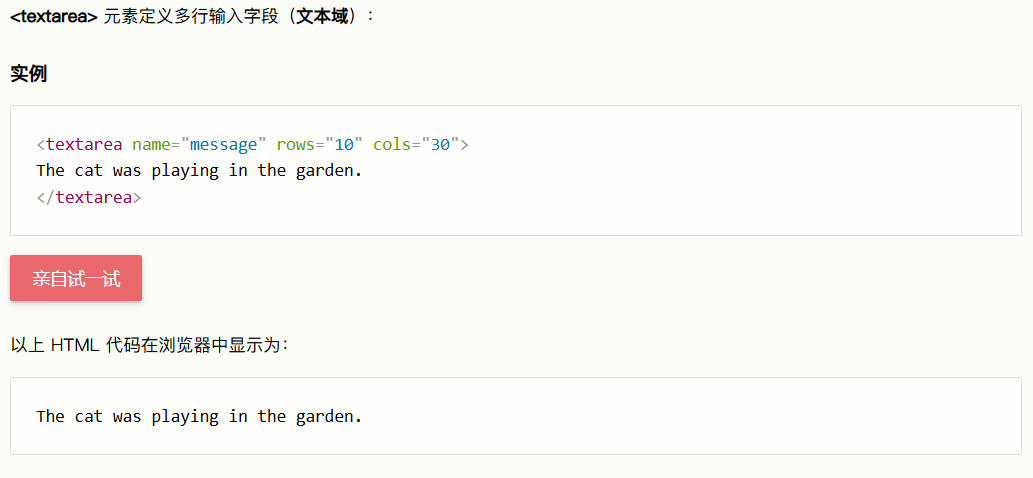 <textarea> 元素定义多行输入字段（文本域）：
实例
<textarea name="message" rows="10" cols="30">
The cat was playing in the garden.
</textarea>
亲自试一试
以上 HTML 代码在浏览器中显示为：
The cat was playing in the garden.